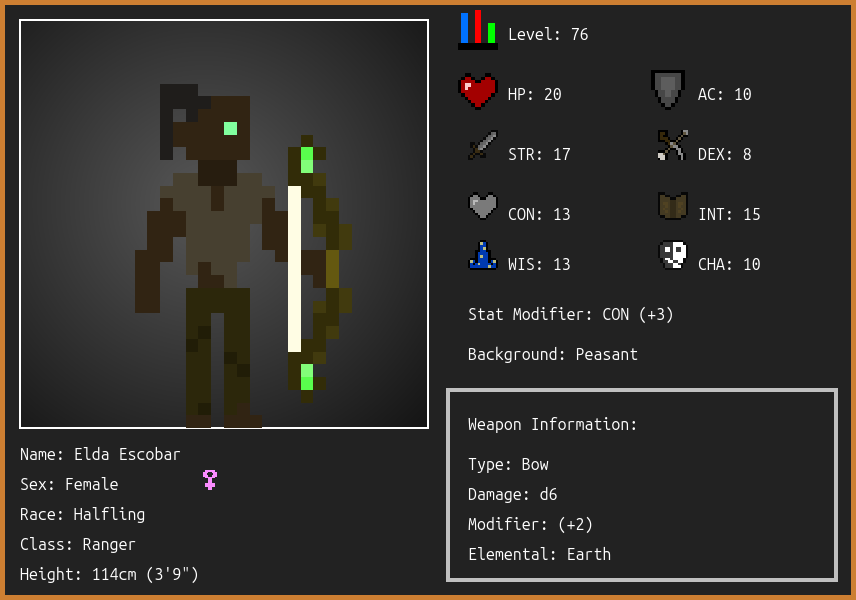 Level: 76
HP: 20
AC: 10
STR: 17
DEX: 8
CON: 13
INT: 15
WIS: 13
CHA: 10
Stat Modifier: CON (+3)
Background: Peasant
Weapon Information:
Type: Bow
Damage: d6
Modifier: (+2)
Elemental: Earth
Name: Elda Escobar
Sex: Female
Race: Halfling
Class: Ranger
Height: 114cm (3'9")